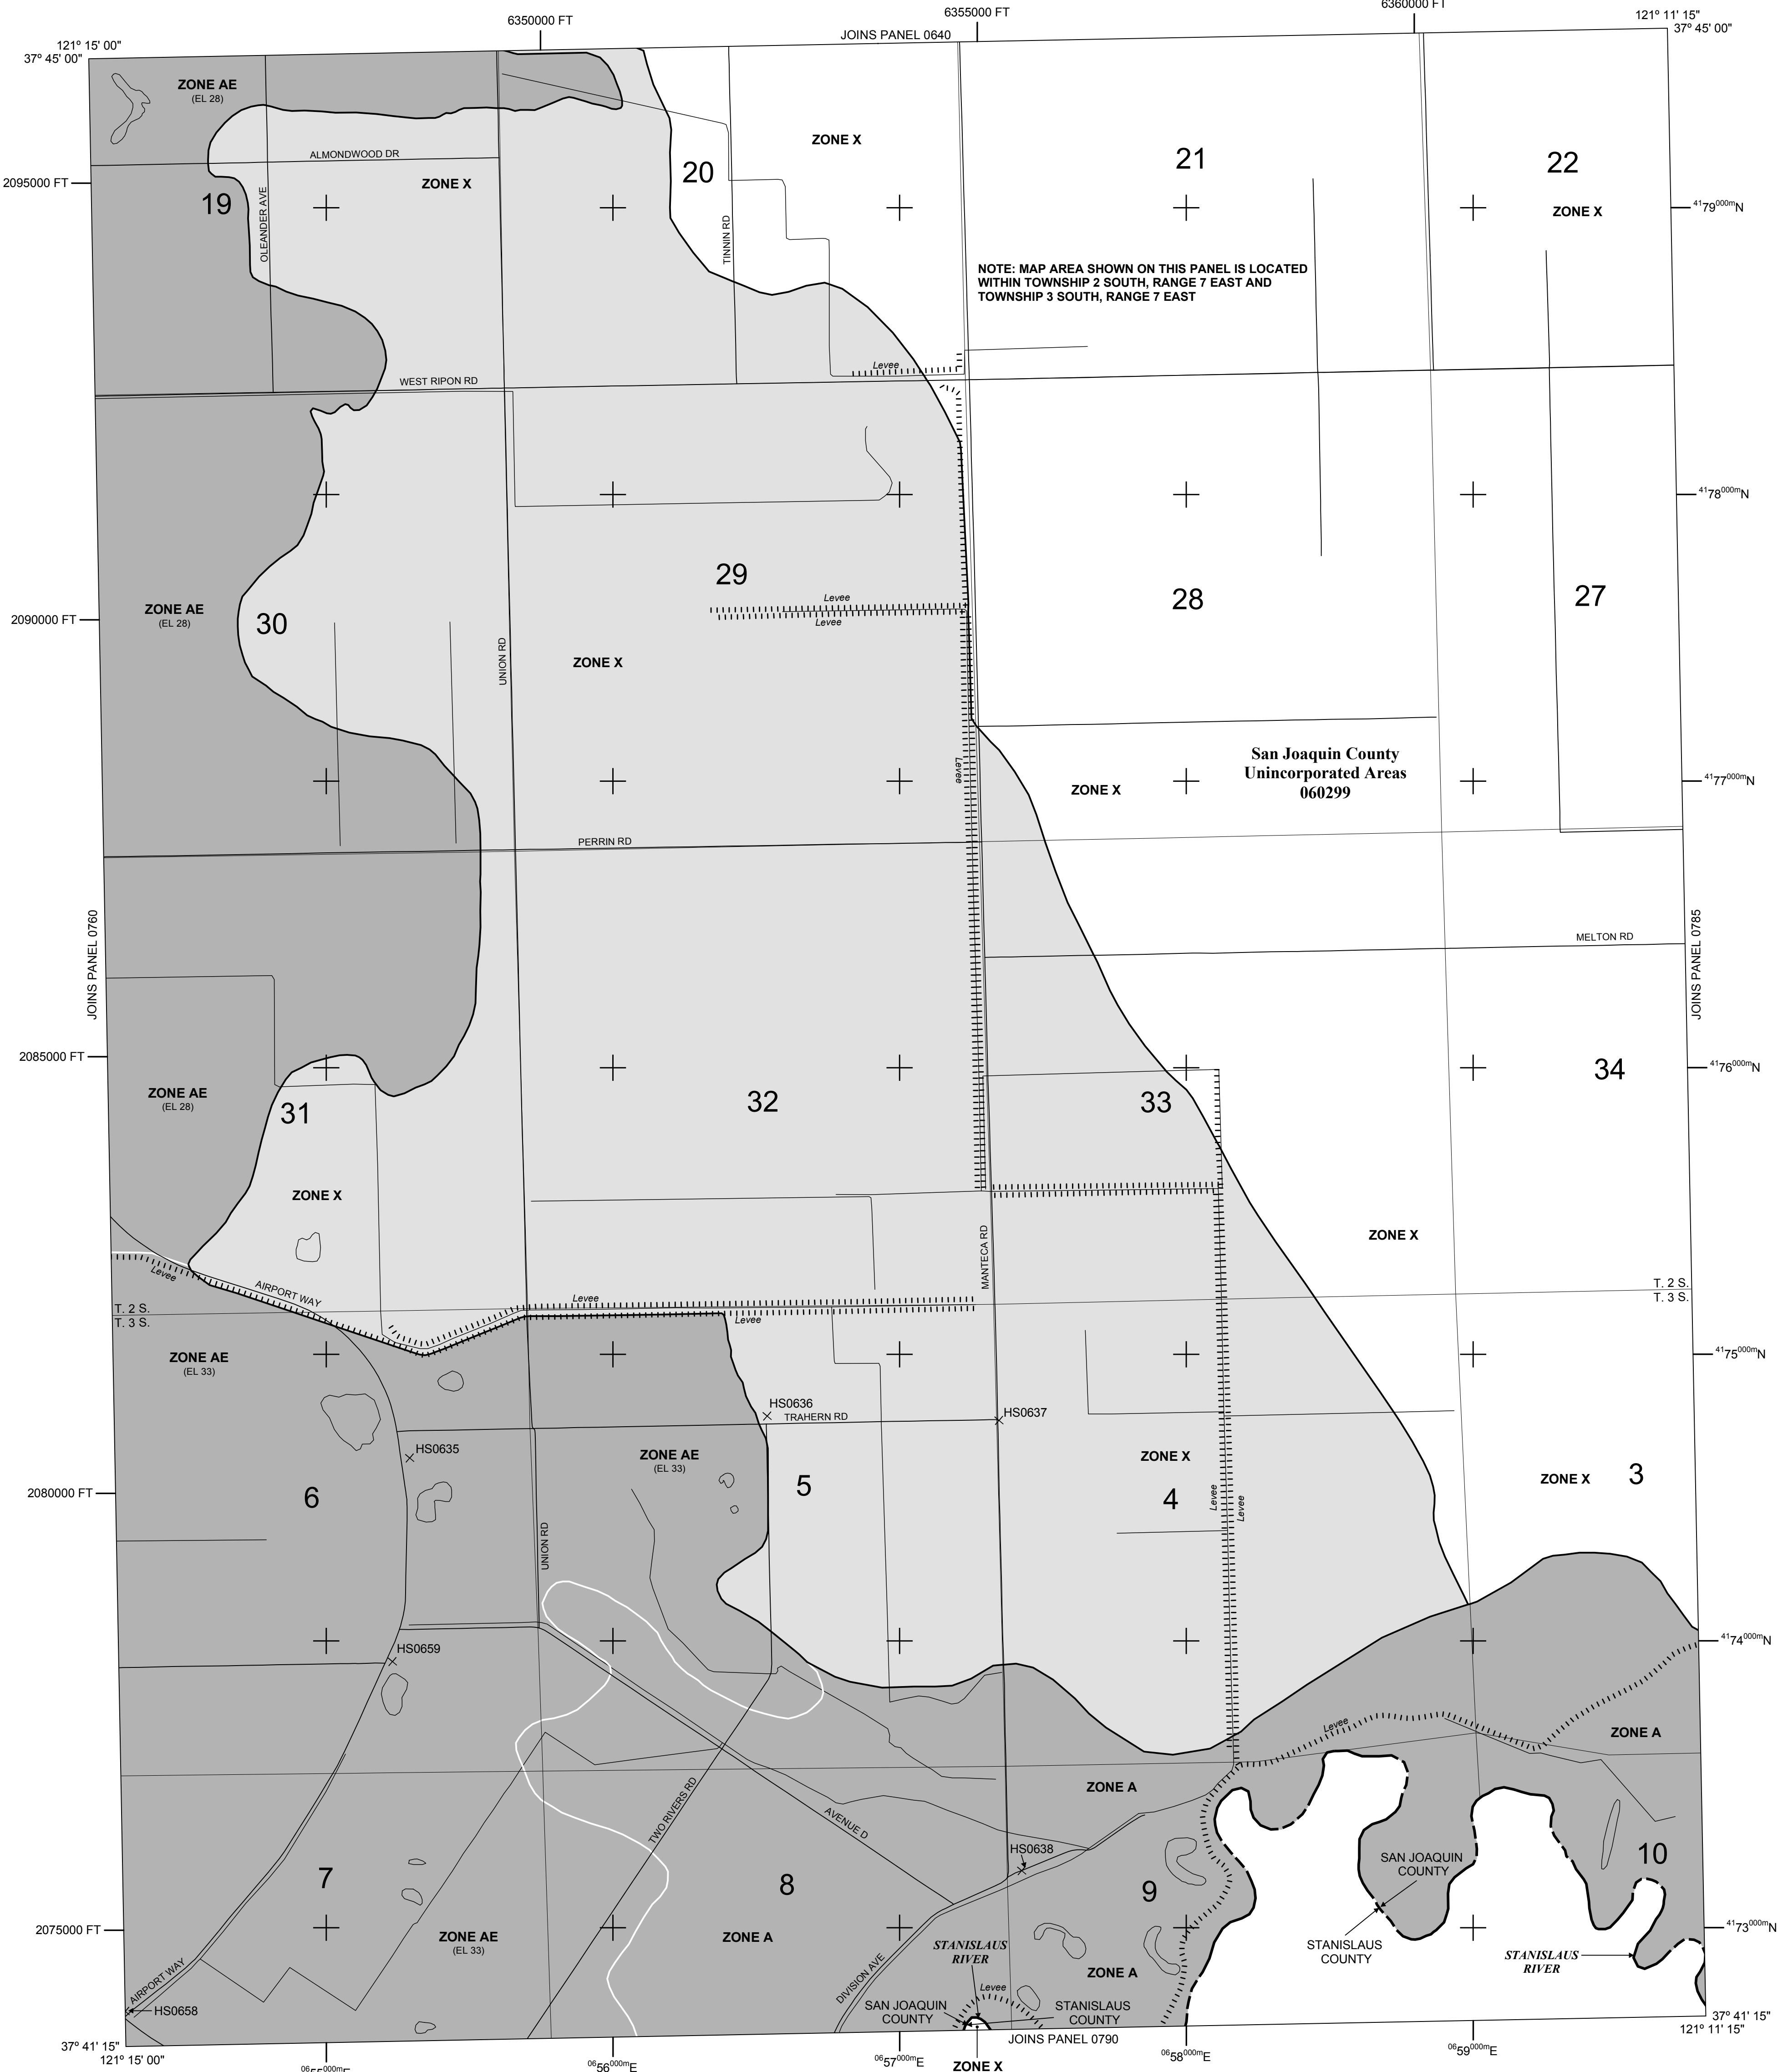 6350000 FT
6355000 FT
6360000 FT
JOINS PANEL 0640
121° 15' 00"
37° 45' 00"
121° 11' 15"
37° 45' 00"
ZONE AE
(EL 28)
ZONE X
20
21
22
ALMONDWOOD DR
ZONE X
2095000 FT
19
OLEANDER AVE
TINNIN RD
ZONE X
4179000mN
NOTE: MAP AREA SHOWN ON THIS PANEL IS LOCATED
WITHIN TOWNSHIP 2 SOUTH, RANGE 7 EAST AND
TOWNSHIP 3 SOUTH, RANGE 7 EAST
Levee
WEST RIPON RD
4178000mN
29
28
27
Levee
Levee
ZONE AE
(EL 28)
30
2090000 FT
UNION RD
ZONE X
San Joaquin County
Unincorporated Areas
060299
Levee
ZONE X
4177000mN
PERRIN RD
JOINS PANEL 0760
JOINS PANEL 0785
MELTON RD
2085000 FT
4176000mN
34
ZONE AE
(EL 28)
31
32
33
ZONE X
MANTECA RD
ZONE X
Levee
AIRPORT WAY
Levee
Levee
T. 2 S.
T. 3 S.
T. 2 S.
T. 3 S.
ZONE AE
(EL 33)
4175000mN
HS0636
TRAHERN RD
HS0637
HS0635
ZONE AE
(EL 33)
ZONE X
5
6
4
Levee
Levee
ZONE X
3
2080000 FT
UNION RD
HS0659
4174000mN
Levee
ZONE A
ZONE A
TWO RIVERS RD
AVENUE D
HS0638
7
8
9
10
SAN JOAQUIN
COUNTY
2075000 FT
ZONE AE
(EL 33)
ZONE A
STANISLAUS
RIVER
STANISLAUS
COUNTY
STANISLAUS
RIVER
4173000mN
ZONE A
AIRPORT WAY
HS0658
DIVISION AVE
Levee
SAN JOAQUIN
COUNTY
STANISLAUS
COUNTY
37° 41' 15"
121° 15' 00"
JOINS PANEL 0790
37° 41' 15"
121° 11' 15"
0655000mE
0656000mE
0657000mE
ZONE X
0658000mE
0659000mE